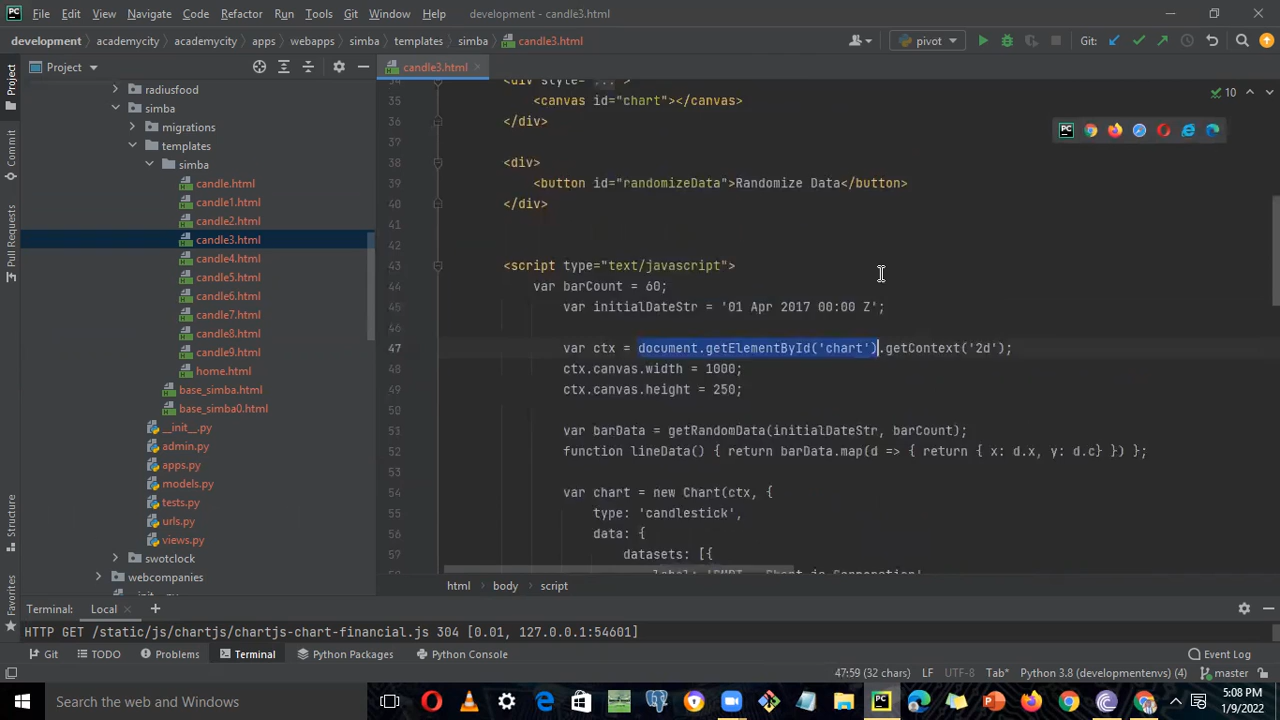 File Edit View Navigate Code Refactor Run Tools Git Window Help development - candle3.html
development academycity academycity apps webapps simba templates simba candle3.html pivot Git:
Project candle3.html
Project
Commit
Pull Requests
Structure
Favorites
radiusfood
simba
migrations
templates
simba
candle.html
candle1.html
candle2.html
candle3.html
candle4.html
candle5.html
candle6.html
candle7.html
candle8.html
candle9.html
home.html
base_simba.html
base_simba0.html
__init__.py
admin.py
apps.py
models.py
tests.py
urls.py
views.py
swotclock
webcompanies
34 <div style="...">
35 <canvas id="chart"></canvas>
36 </div>
37
38 <div>
39 <button id="randomizeData">Randomize Data</button>
40 </div>
41
42
43 <script type="text/javascript">
44 var barCount = 60;
45 var initialDateStr = '01 Apr 2017 00:00 Z';
46
47 var ctx = document.getElementById('chart').getContext('2d');
48 ctx.canvas.width = 1000;
49 ctx.canvas.height = 250;
50
51 var barData = getRandomData(initialDateStr, barCount);
52 function lineData() { return barData.map(d => { return { x: d.x, y: d.c} }) };
53
54 var chart = new Chart(ctx, {
55 type: 'candlestick',
56 data: {
57 datasets: [{
10
html body script
Terminal: Local
HTTP GET /static/js/chartjs/chartjs-chart-financial.js 304 [0.01, 127.0.0.1:54601]
Git TODO Problems Terminal Python Packages Python Console Event Log
47:59 (32 chars) LF UTF-8 Tab* Python 3.8 (developmentenvs) (4) master
Search the Web and Windows
5:08 PM
1/9/2022